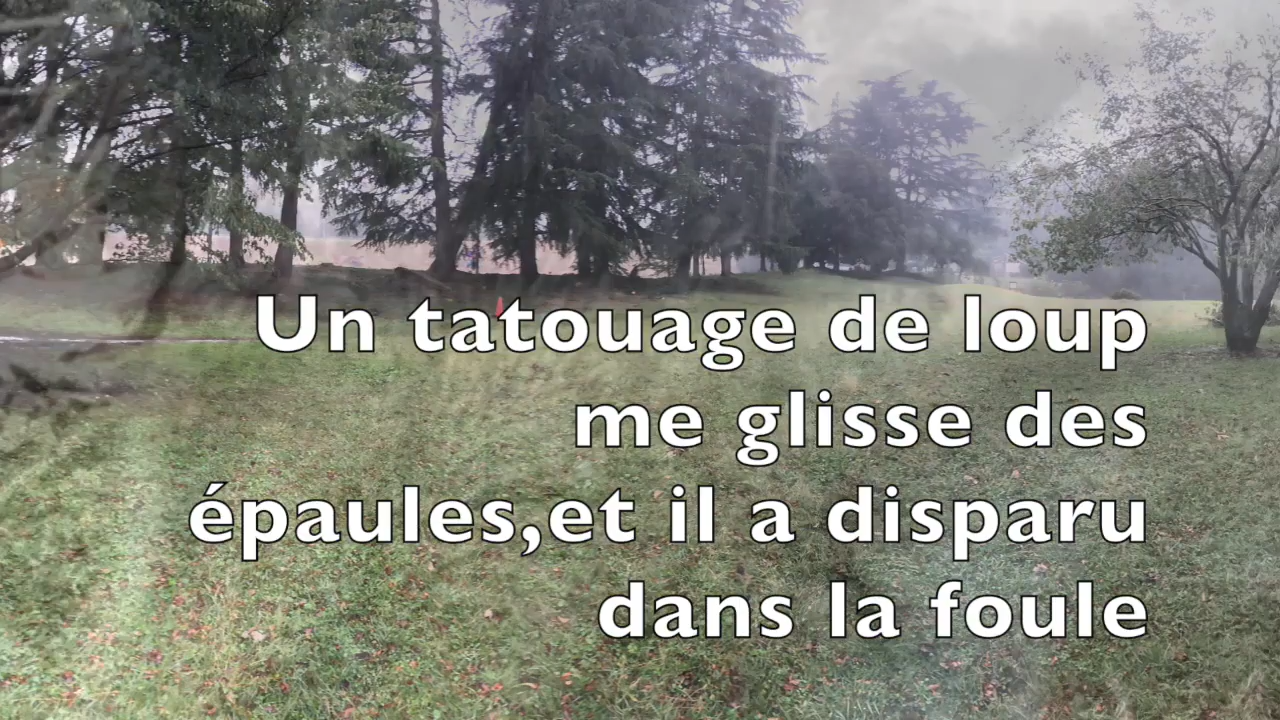 Un tatouage de loup
me glisse des
épaules,et il a disparu
dans la foule